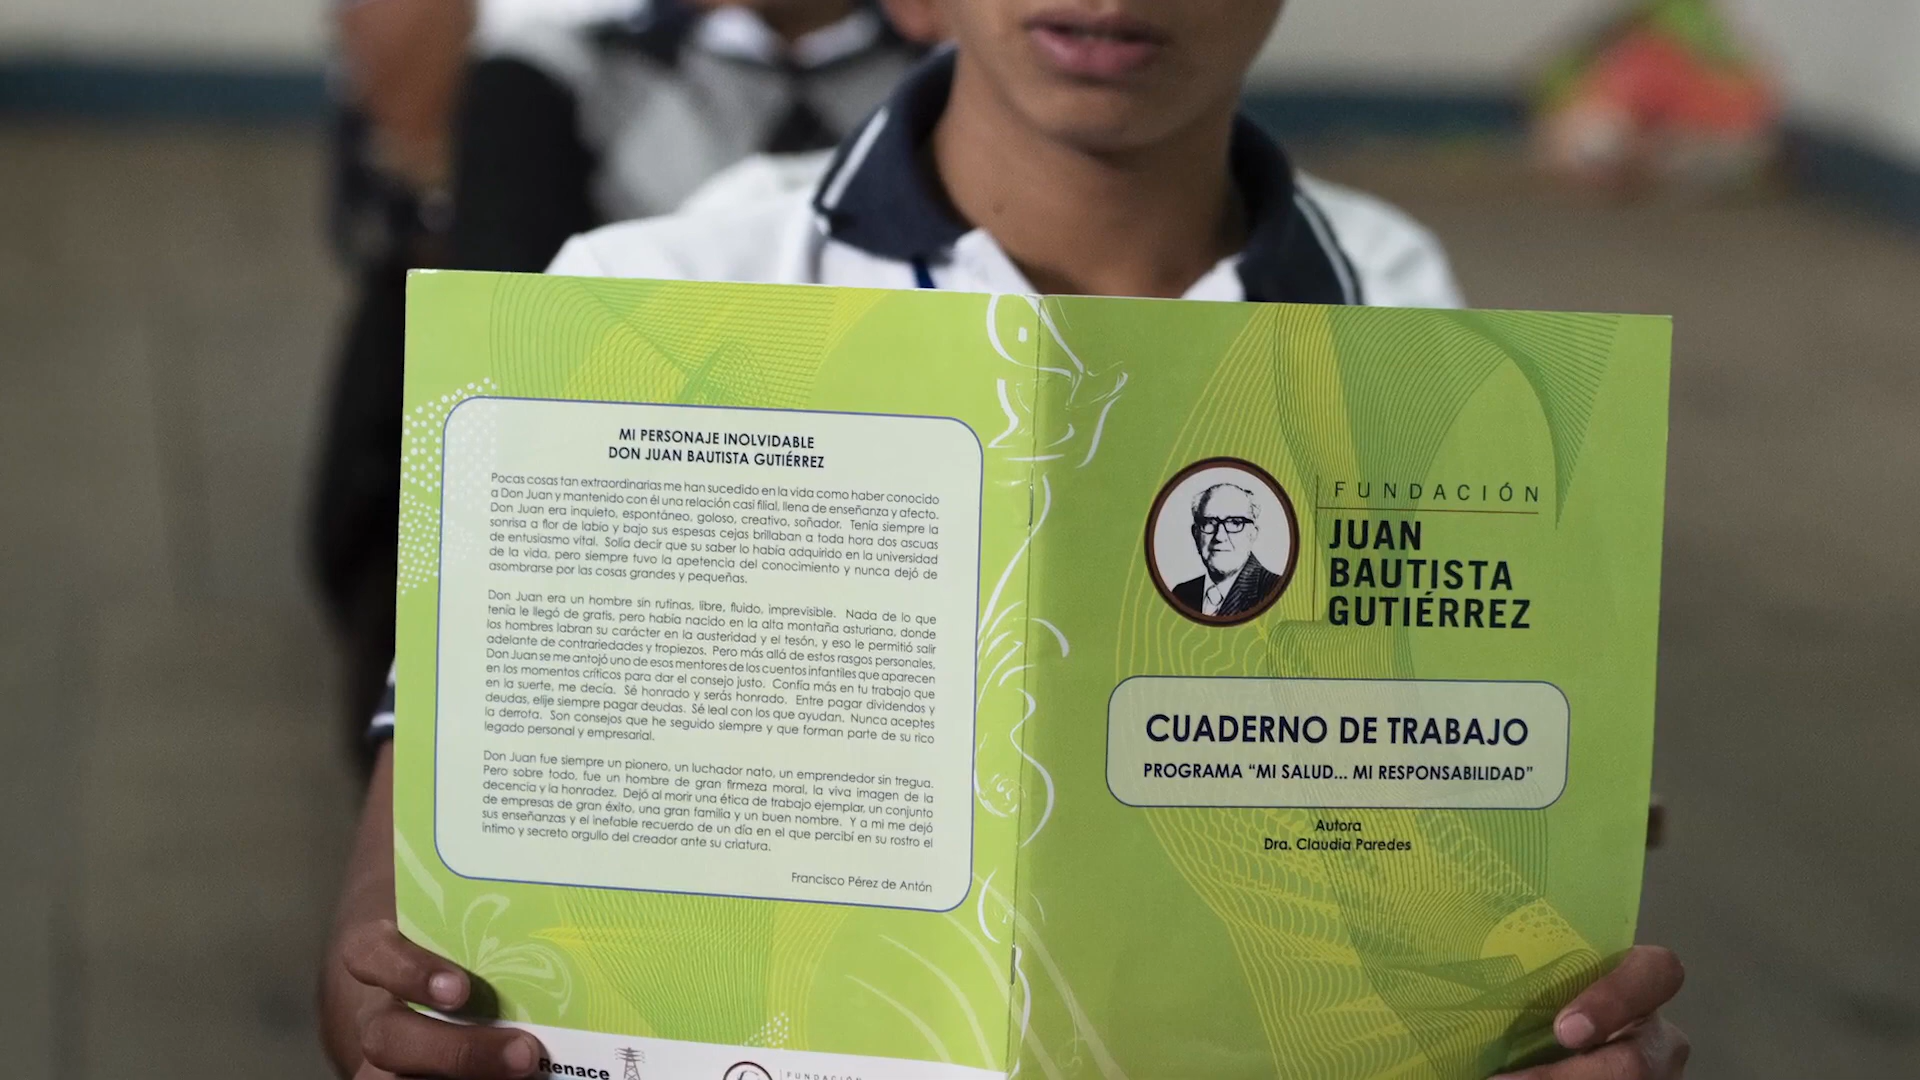 MI PERSONAJE INOLVIDABLE
DON JUAN BAUTISTA GUTIÉRREZ
Pocas cosas tan extraordinarias me han sucedido en la vida como haber conocido
a Don Juan y mantenido con él una relación casi filial, llena de enseñanza y afecto.
Don Juan era inquieto, espontáneo, goloso, creativo, soñador. Tenía siempre la
sonrisa a flor de labio y bajo sus espesas cejas brillaban a toda hora dos ascuas
de entusiasmo vital. Solía decir que su saber lo había adquirido en la universidad
de la vida, pero siempre tuvo la apetencia del conocimiento y nunca dejó de
asombrarse por las cosas grandes y pequeñas.
Don Juan era un hombre sin rutinas, libre, fluido, imprevisible. Nada de lo que
tenía le llegó de gratis, pero había nacido en la alta montaña asturiana, donde
los hombres labran su carácter en la austeridad y el tesón, y eso le permitió salir
adelante de contrariedades y tropiezos. Pero más allá de estos rasgos personales,
Don Juan se me antojó uno de esos mentores de los cuentos infantiles que aparecen
en los momentos críticos para dar el consejo justo. Confía más en tu trabajo que
en la suerte, me decía. Sé honrado y serás honrado. Entre pagar dividendos y
deudas, elije siempre pagar deudas. Sé leal con los que ayudan. Nunca aceptes
la derrota. Son consejos que he seguido siempre y que forman parte de su rico
legado personal y empresarial.
Don Juan fue siempre un pionero, un luchador nato, un emprendedor sin tregua.
Pero sobre todo, fue un hombre de gran firmeza moral, la viva imagen de la
decencia y la honradez. Dejó al morir una ética de trabajo ejemplar, un conjunto
de empresas de gran éxito, una gran familia y un buen nombre. Y a mi me dejó
sus enseñanzas y el inefable recuerdo de un día en el que percibí en su rostro el
íntimo y secreto orgullo del creador ante su criatura.
Francisco Pérez de Antón
Renace
FUNDACIÓN
FUNDACIÓN
JUAN
BAUTISTA
GUTIÉRREZ
CUADERNO DE TRABAJO
PROGRAMA “MI SALUD... MI RESPONSABILIDAD”
Autora
Dra. Claudia Paredes